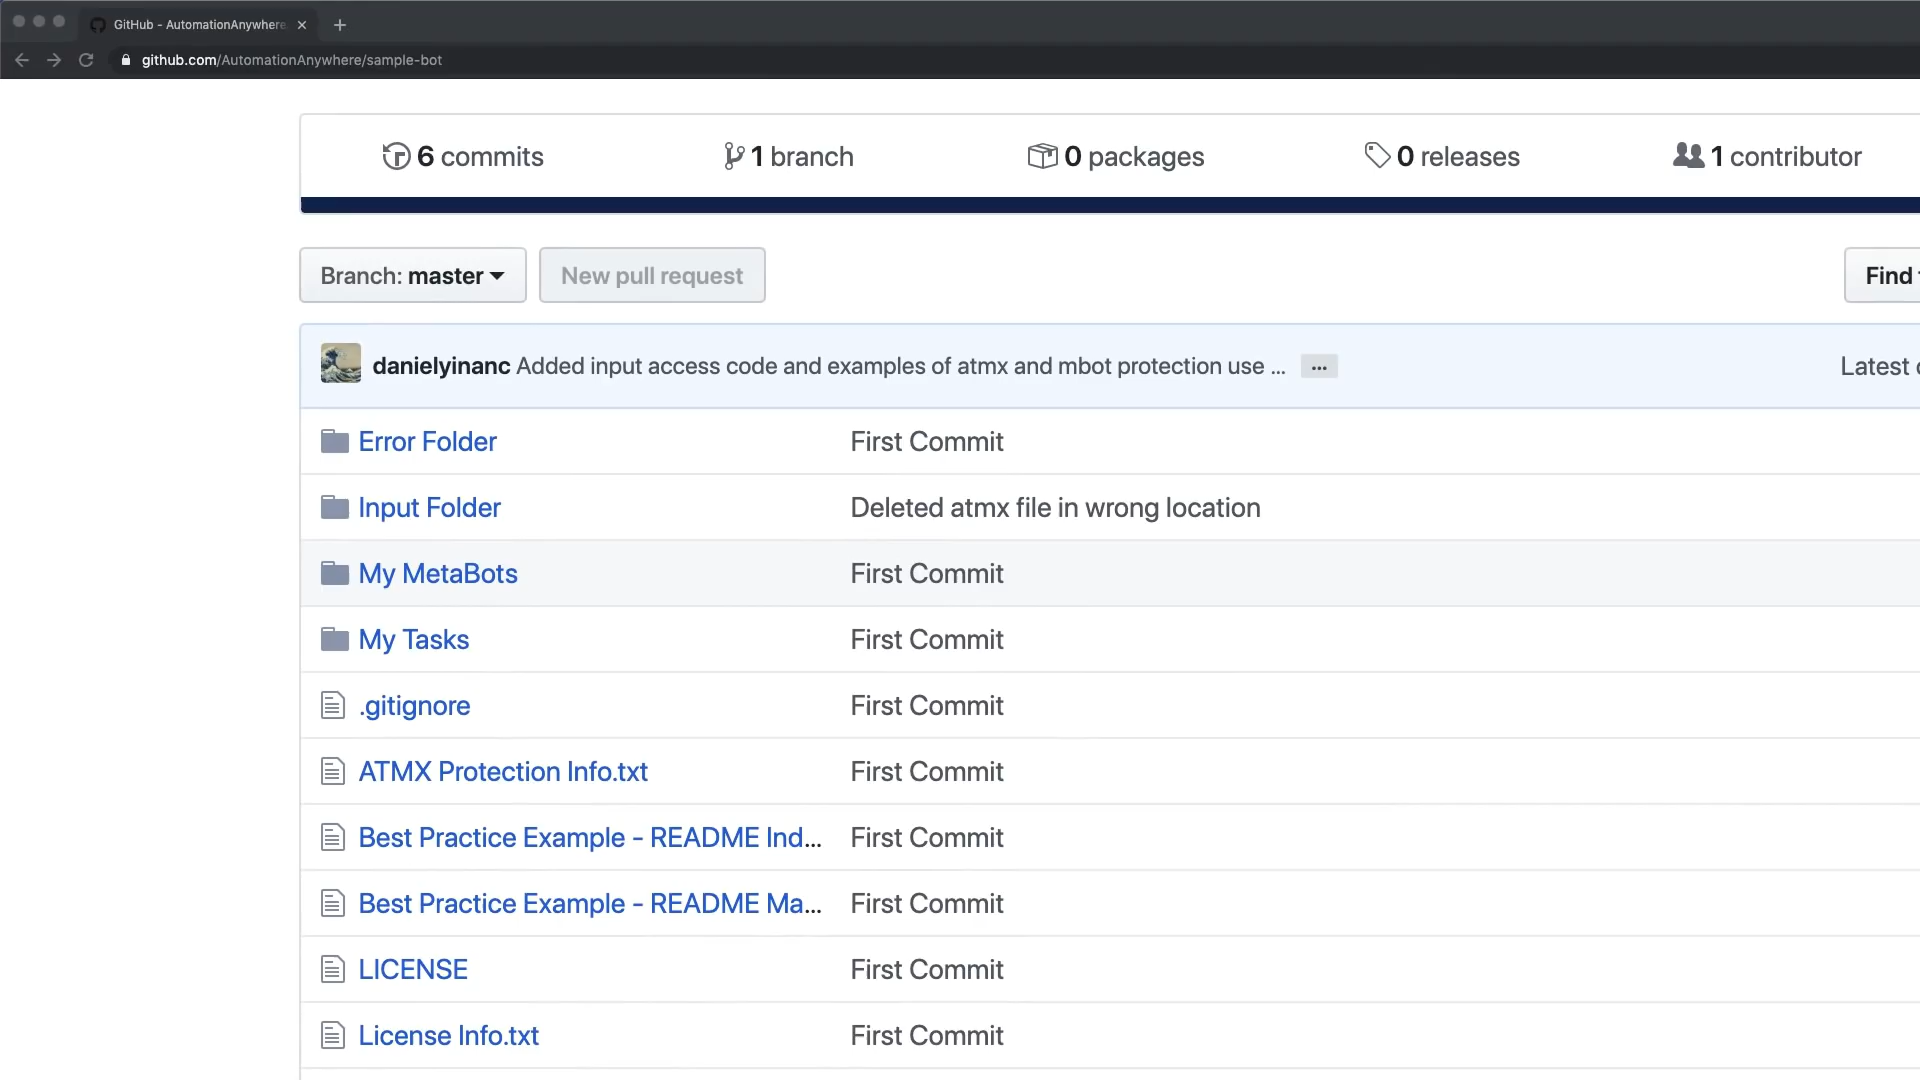 GitHub - AutomationAnywhere
github.com/AutomationAnywhere/sample-bot
6 commits
1 branch
0 packages
0 releases
1 contributor
Branch: master
New pull request
Find
danielyinanc Added input access code and examples of atmx and mbot protection use ...
Latest
Error Folder First Commit
Input Folder Deleted atmx file in wrong location
My MetaBots First Commit
My Tasks First Commit
.gitignore First Commit
ATMX Protection Info.txt First Commit
Best Practice Example - README Ind... First Commit
Best Practice Example - README Ma... First Commit
LICENSE First Commit
License Info.txt First Commit